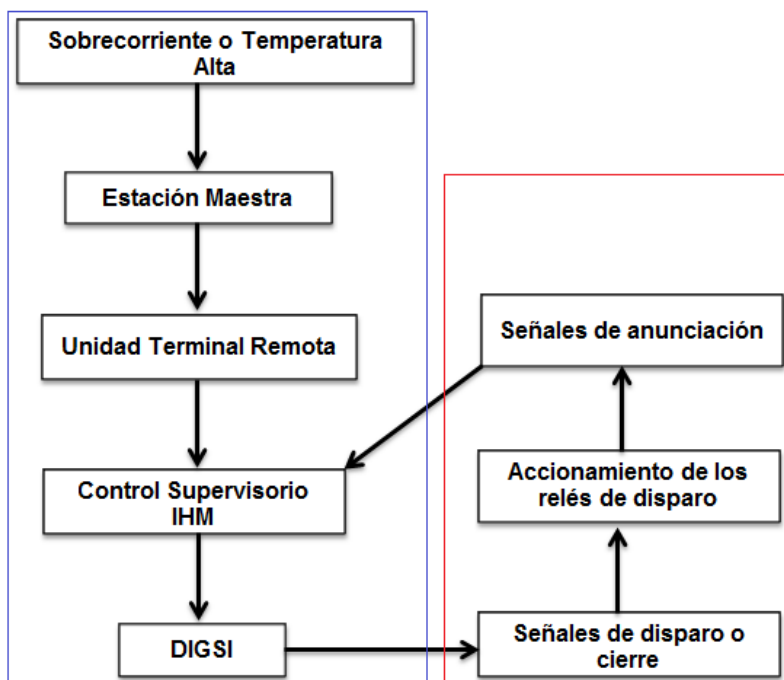 Sobrecorriente o Temperatura
Alta
Estación Maestra
Unidad Terminal Remota
Control Supervisorio
IHM
DIGSI
Señales de anunciación
Accionamiento de los
relés de disparo
Señales de disparo o
cierre